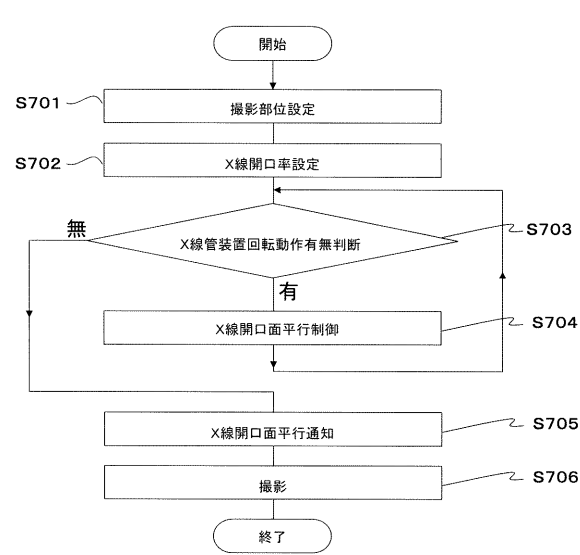 開始
S701
撮影部位設定
S702
X線開口率設定
無
X線管装置回転動作有無判断
S703
有
X線開口面平行制御
S704
X線開口面平行通知
S705
撮影
S706
終了